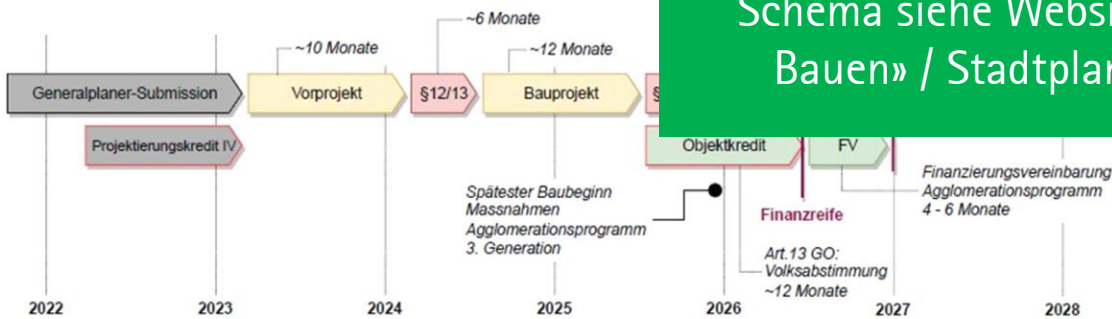 Schema siehe Websi
Bauen» / Stadtplar
~6 Monate
~10 Monate
~12 Monate
Generalplaner-Submission
Vorprojekt
§12/13
Bauprojekt
§
Projektierungskredit IV
Objektkredit
FV
Spätester Baubeginn
Massnahmen
Agglomerationsprogramm
3. Generation
Finanzreife
Finanzierungsvereinbarung
Agglomerationsprogramm
4 - 6 Monate
Art.13 GO:
Volksabstimmung
~12 Monate
2022
2023
2024
2025
2026
2027
2028